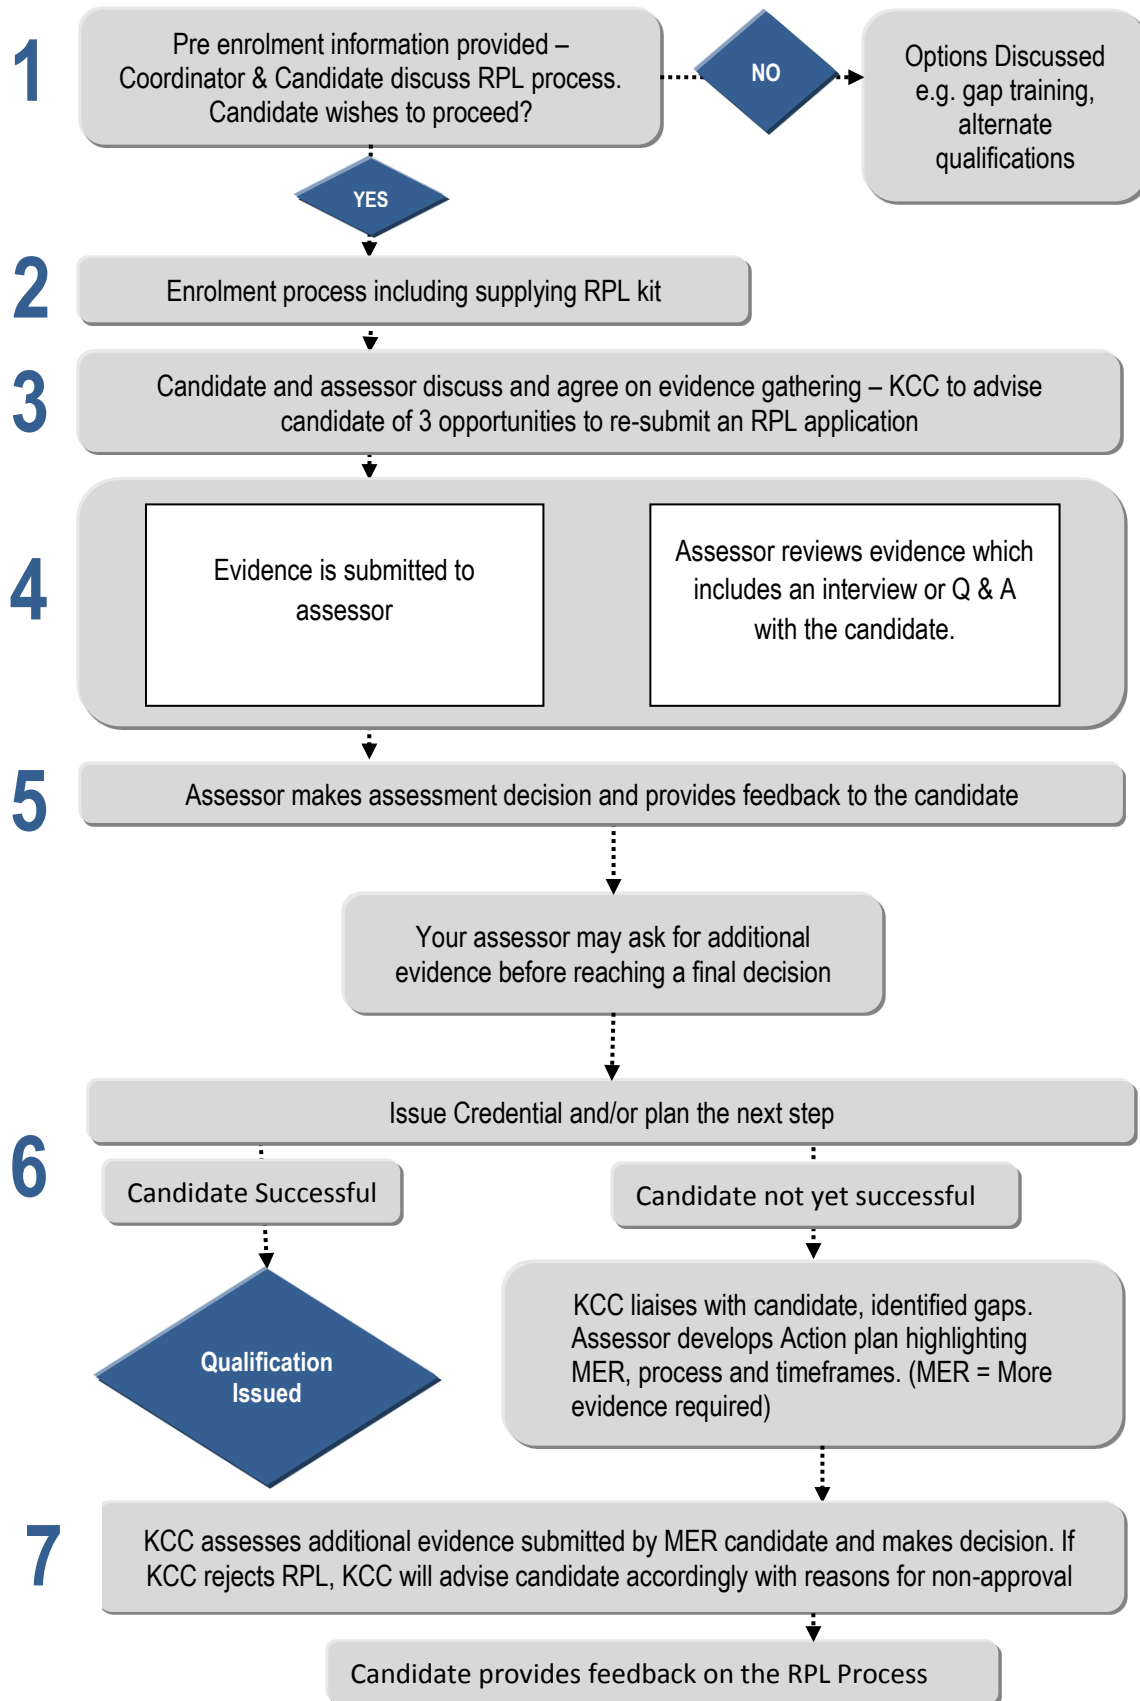 1
Pre enrolment information provided –
Coordinator & Candidate discuss RPL process.
Candidate wishes to proceed?
NO
Options Discussed
e.g. gap training,
alternate
qualifications
YES
2
Enrolment process including supplying RPL kit
3
Candidate and assessor discuss and agree on evidence gathering – KCC to advise
candidate of 3 opportunities to re-submit an RPL application
4
Evidence is submitted to
assessor
Assessor reviews evidence which
includes an interview or Q & A
with the candidate.
5
Assessor makes assessment decision and provides feedback to the candidate
Your assessor may ask for additional
evidence before reaching a final decision
Issue Credential and/or plan the next step
6
Candidate Successful
Candidate not yet successful
Qualification
Issued
KCC liaises with candidate, identified gaps.
Assessor develops Action plan highlighting
MER, process and timeframes. (MER = More
evidence required)
7
KCC assesses additional evidence submitted by MER candidate and makes decision. If
KCC rejects RPL, KCC will advise candidate accordingly with reasons for non-approval
Candidate provides feedback on the RPL Process